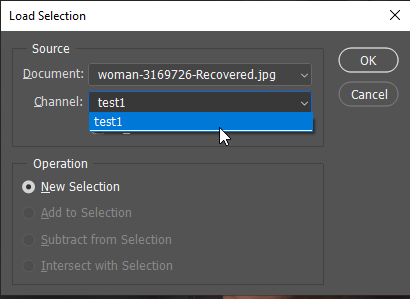 Load Selection
Source
Document: woman-3169726-Recovered.jpg
OK
Channel: test1
Cancel
test1
Operation
New Selection
Add to Selection
Subtract from Selection
Intersect with Selection